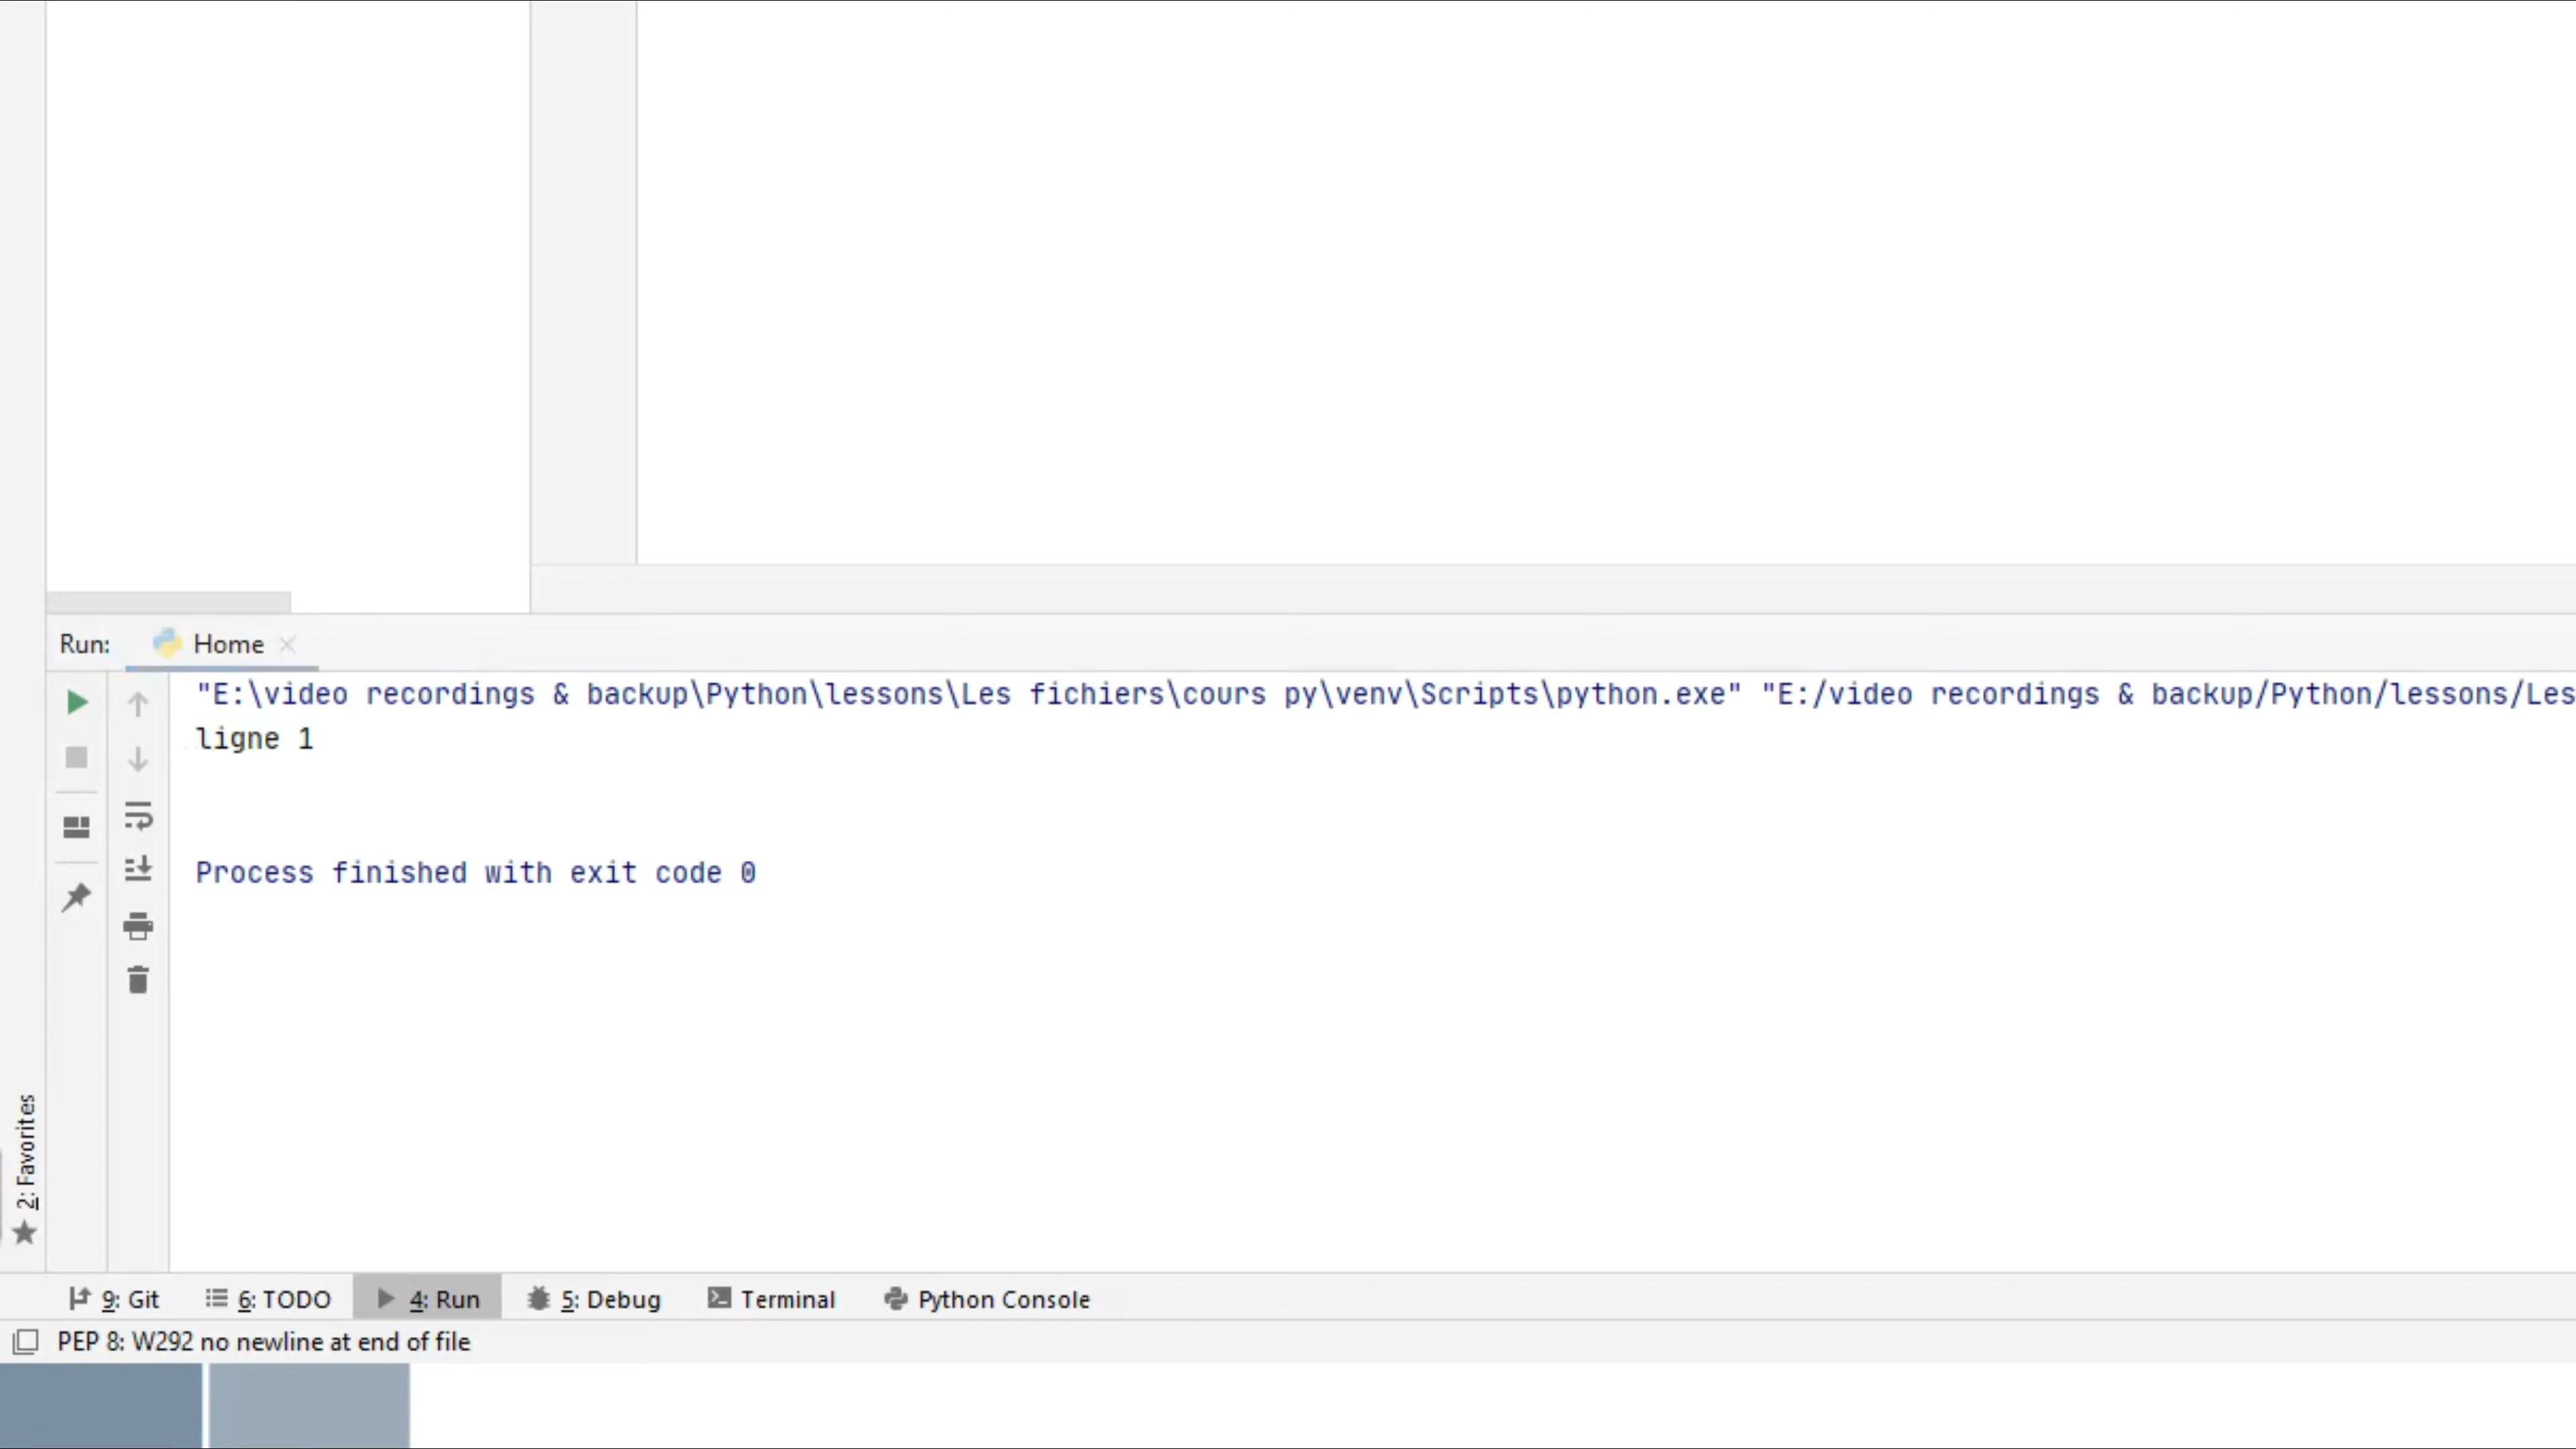 Run: Home
"E:\video recordings & backup\Python\lessons\Les fichiers\cours py\venv\Scripts\python.exe" "E:/video recordings & backup/Python/lessons/Les
ligne 1
Process finished with exit code 0
2: Favorites
9: Git 6: TODO 4: Run 5: Debug Terminal Python Console
PEP 8: W292 no newline at end of file